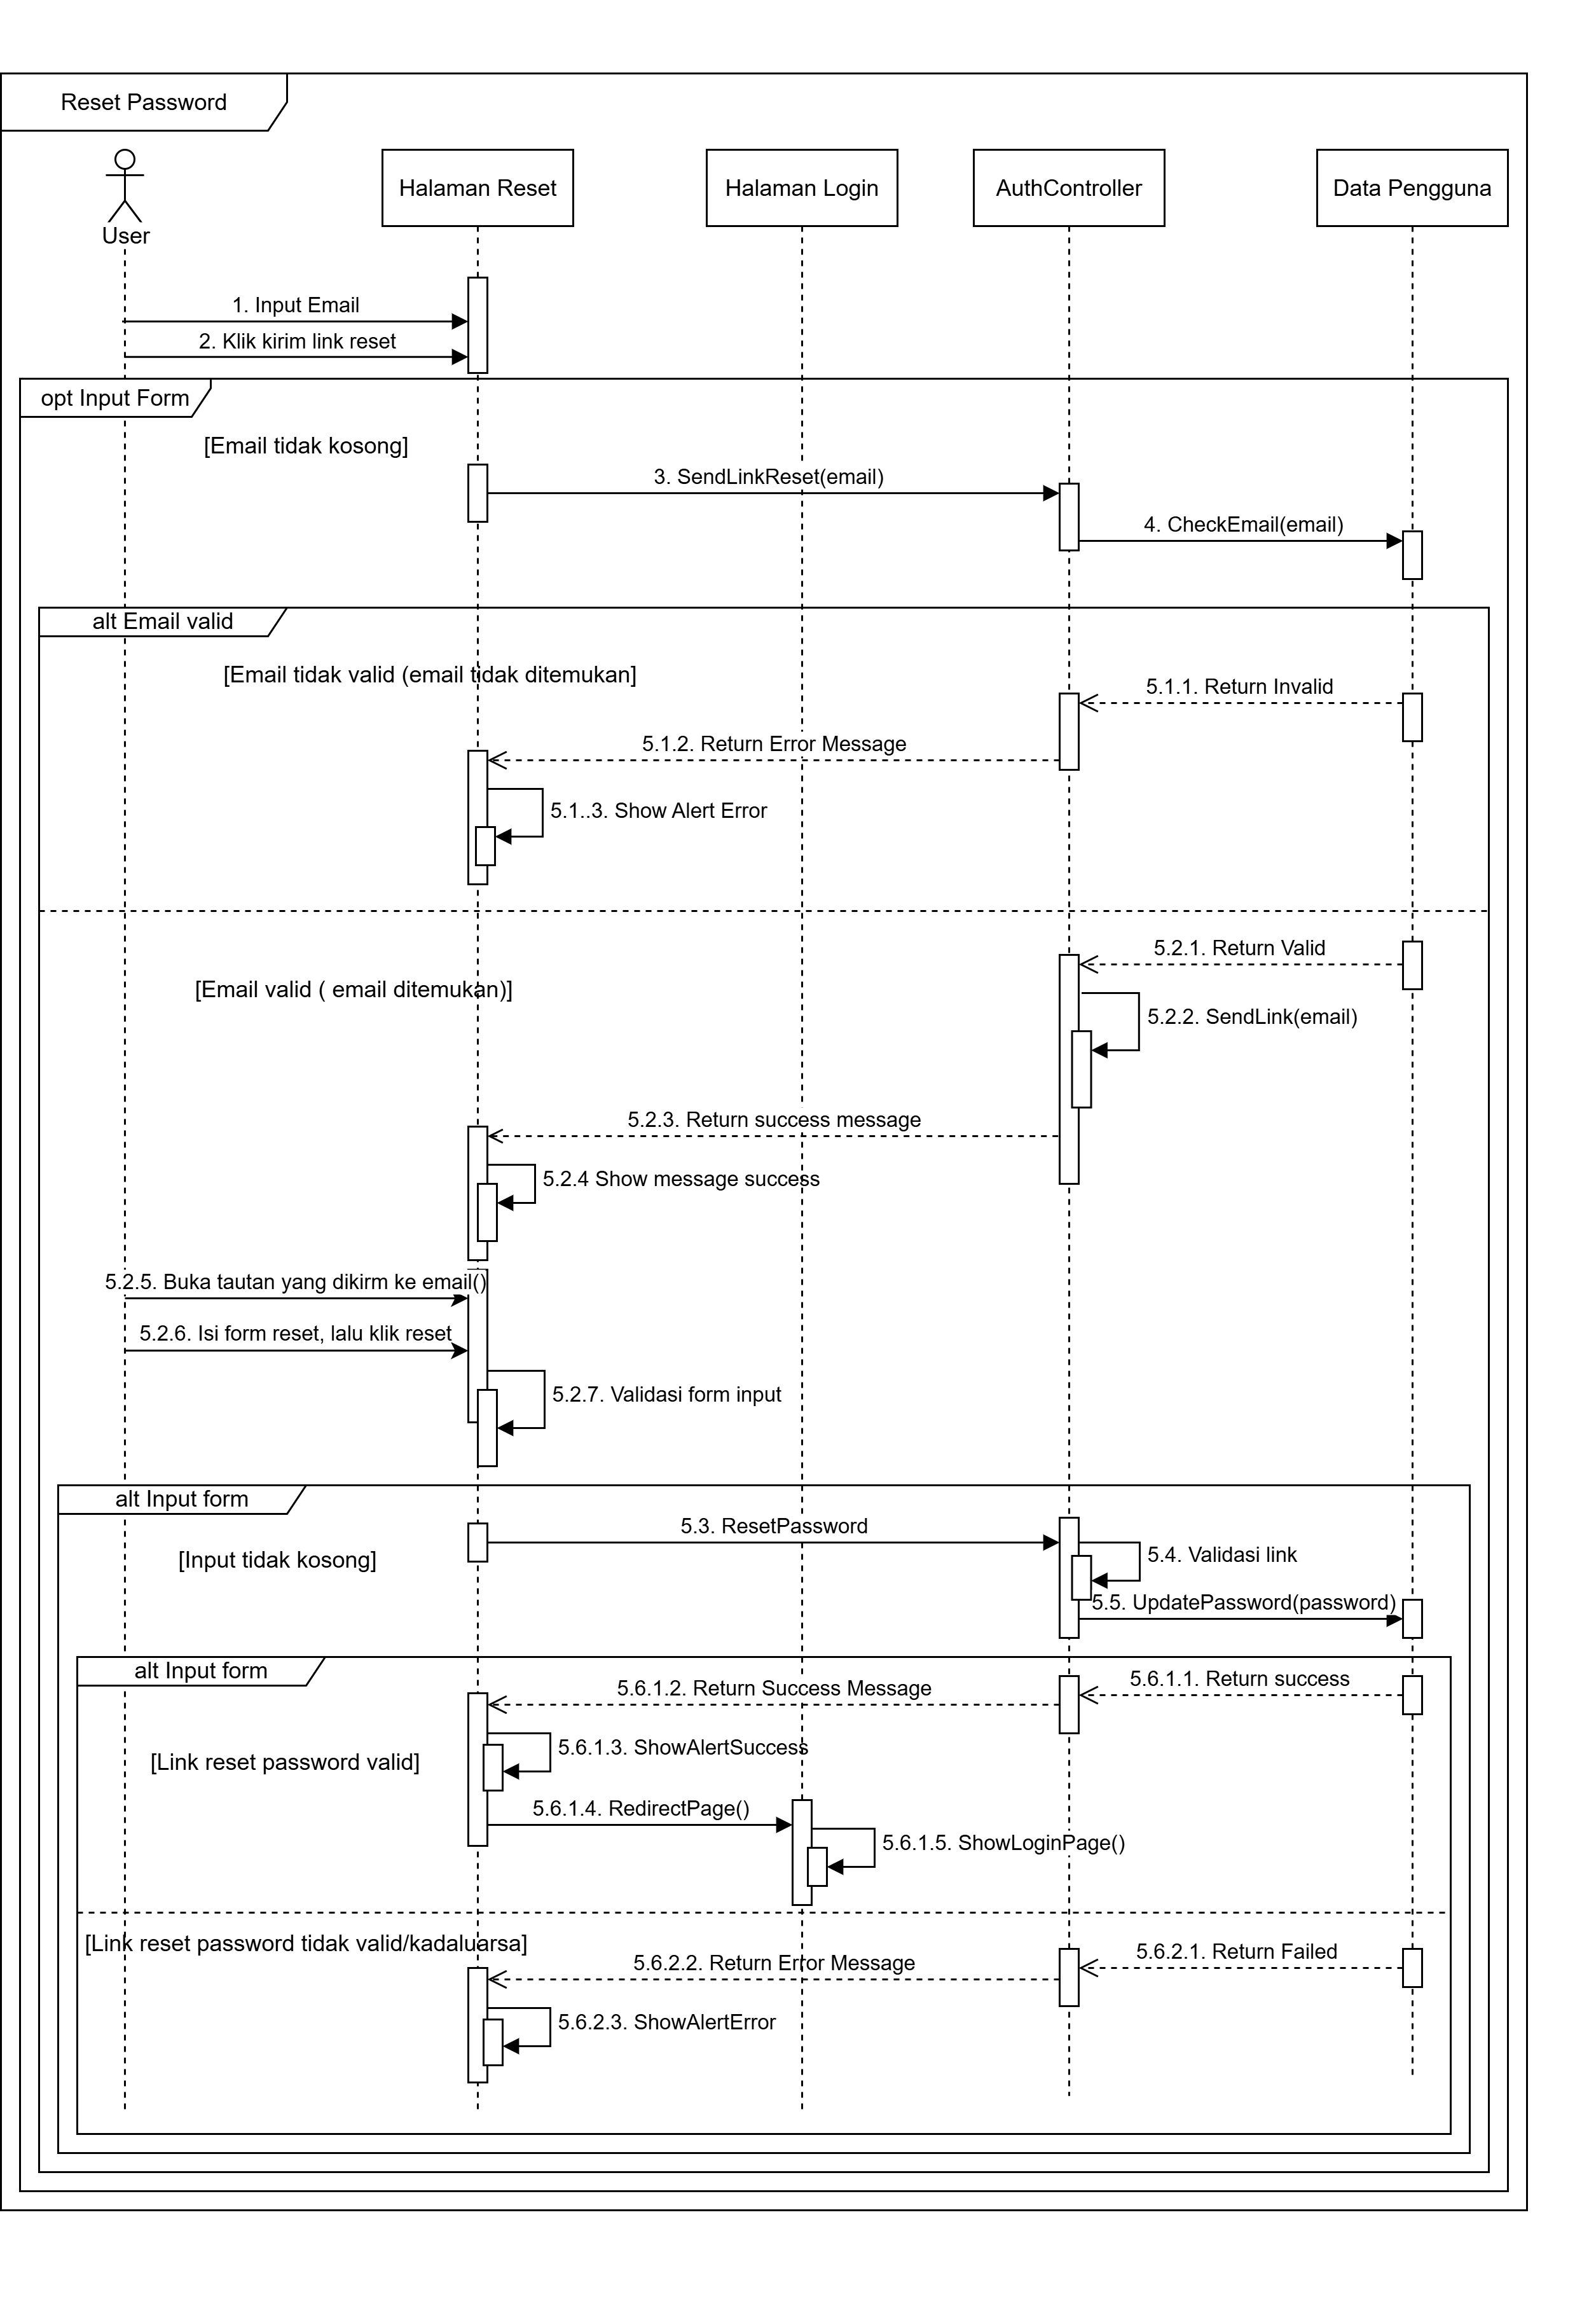 Reset Password
User
Halaman Reset
Halaman Login
AuthController
Data Pengguna
1. Input Email
2. Klik kirim link reset
opt Input Form
[Email tidak kosong]
3. SendLinkReset(email)
4. CheckEmail(email)
alt Email valid
[Email tidak valid (email tidak ditemukan]
5.1.1. Return Invalid
5.1.2. Return Error Message
5.1..3. Show Alert Error
5.2.1. Return Valid
[Email valid ( email ditemukan)]
5.2.2. SendLink(email)
5.2.3. Return success message
5.2.4 Show message success
5.2.5. Buka tautan yang dikirm ke email()
5.2.6. Isi form reset, lalu klik reset
5.2.7. Validasi form input
alt Input form
[Input tidak kosong]
5.3. ResetPassword
5.4. Validasi link
5.5. UpdatePassword(password)
alt Input form
5.6.1.1. Return success
5.6.1.2. Return Success Message
[Link reset password valid]
5.6.1.3. ShowAlertSuccess
5.6.1.4. RedirectPage()
5.6.1.5. ShowLoginPage()
[Link reset password tidak valid/kadaluarsa]
5.6.2.1. Return Failed
5.6.2.2. Return Error Message
5.6.2.3. ShowAlertError